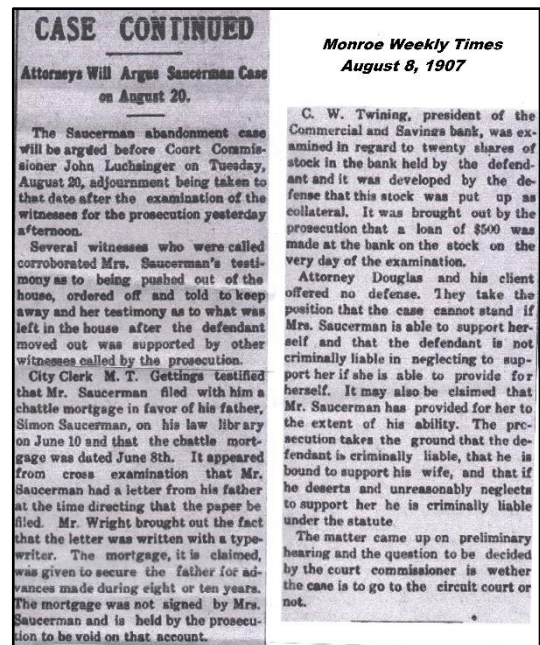 CASE CONTINUED
Attorneys Will Argue Saucerman Case
on August 20.
The Saucerman abandonment case
will be argued before Court Commis-
sioner John Luchsinger on Tuesday,
August 20, adjournment being taken to
that date after the examination of the
witnesses for the prosecution yesterday
afternoon.
Several witnesses who were called
corroborated Mrs. Saucerman's testi-
mony as to being pushed out of the
house, ordered off and told to keep
away and her testimony as to what was
left in the house after the defendant
moved out was supported by other
witnesses called by the prosecution.
City Clerk M. T. Gettings testified
that Mr. Saucerman filed with him a
chattle mortgage in favor of his father,
Simon Saucerman, on his law library
on June 10 and that the chattle mort-
gage was dated June 8th. It appeared
from cross examination that Mr.
Saucerman had a letter from his father
at the time directing that the paper be
filed. Mr. Wright brought out the fact
that the letter was written with a type-
writer. The mortgage, it is claimed,
was given to secure the father for ad-
vances made during eight or ten years.
The mortgage was not signed by Mrs.
Saucerman and is held by the prosecu-
tion to be void on that account.
Monroe Weekly Times
August 8, 1907
C. W. Twining, president of the
Commercial and Savings bank, was ex-
amined in regard to twenty shares of
stock in the bank held by the defend-
ant and it was developed by the de-
fense that this stock was put up as
collateral. It was brought out by the
prosecution that a loan of $500 was
made at the bank on the stock on the
very day of the examination.
Attorney Douglas and his client
offered no defense. They take the
position that the case cannot stand if
Mrs. Saucerman is able to support her-
self and that the defendant is not
criminally liable in neglecting to sup-
port her if she is able to provide for
herself. It may also be claimed that
Mr. Saucerman has provided for her to
the extent of his ability. The pro-
secution takes the ground that the de-
fendant is criminally liable, that he is
bound to support his wife, and that if
he deserts and unreasonably neglects
to support her he is criminally liable
under the statute
The matter came up on preliminary
hearing and the question to be decided
by the court commissioner is wether
the case is to go to the circuit court or
not.